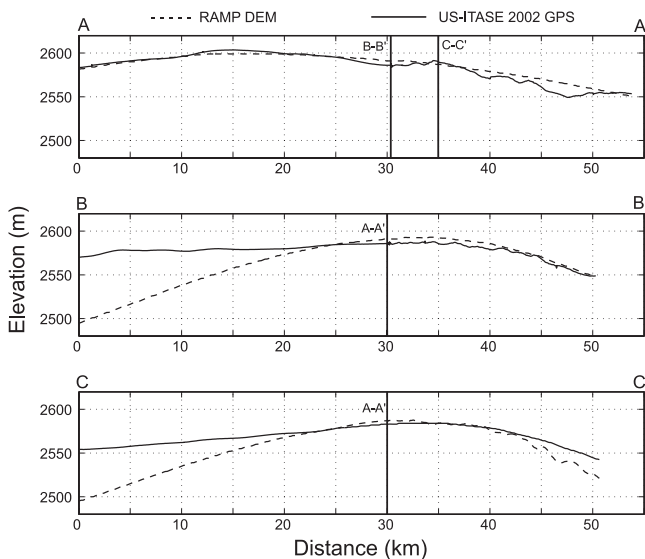 RAMP DEM US-ITASE 2002 GPS
A A
B-B' C-C'
2600
2550
2500
0 10 20 30 40 50
B B
A-A'
2600
2550
2500
0 10 20 30 40 50
C C
A-A'
2600
2550
2500
0 10 20 30 40 50
Elevation (m)
Distance (km)